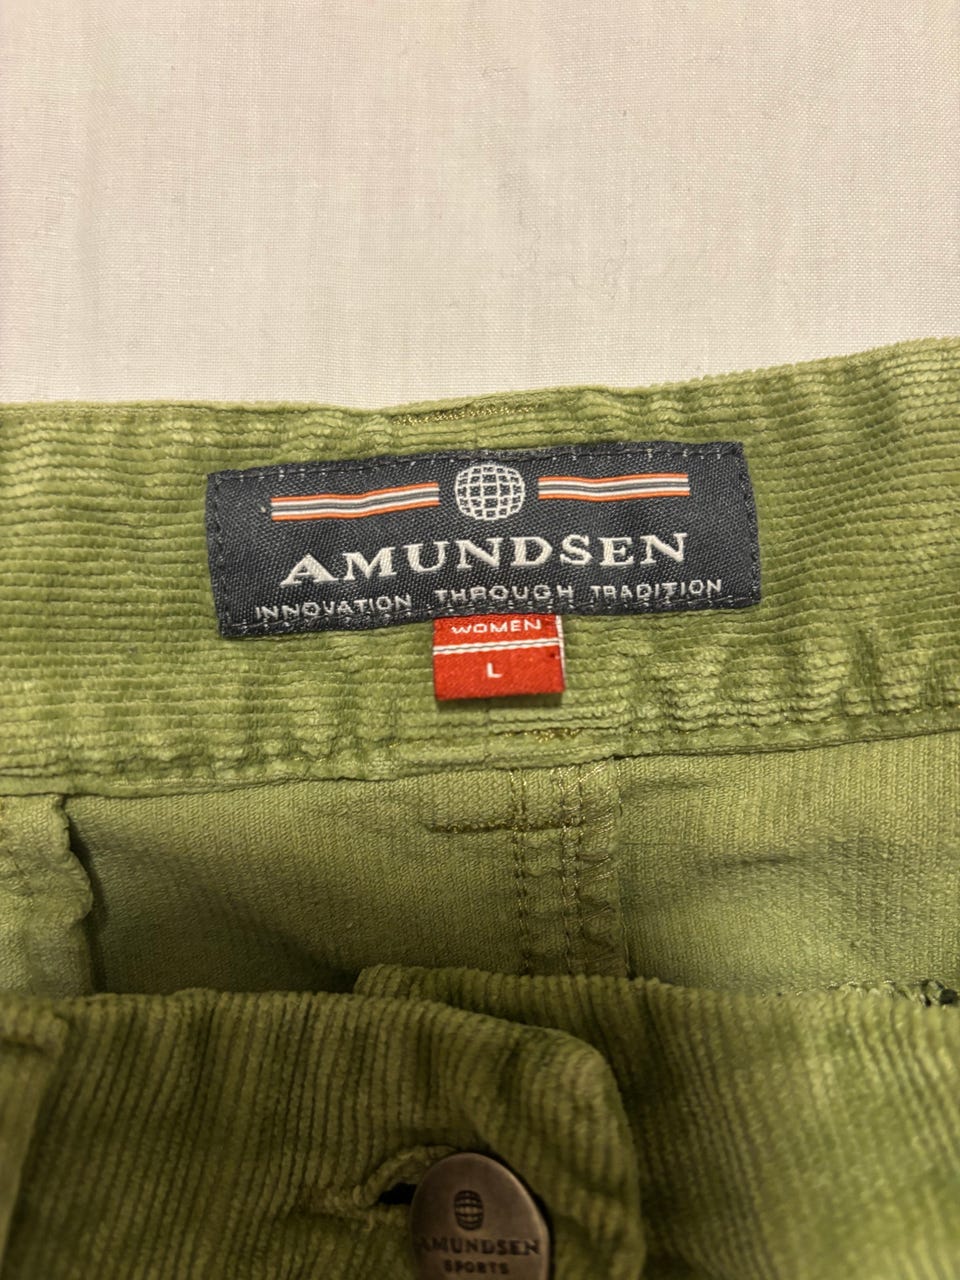 AMUNDSEN
INNOVATION THROUGH TRADITION
WOMEN
L
AMUNDSEN
SPORTS